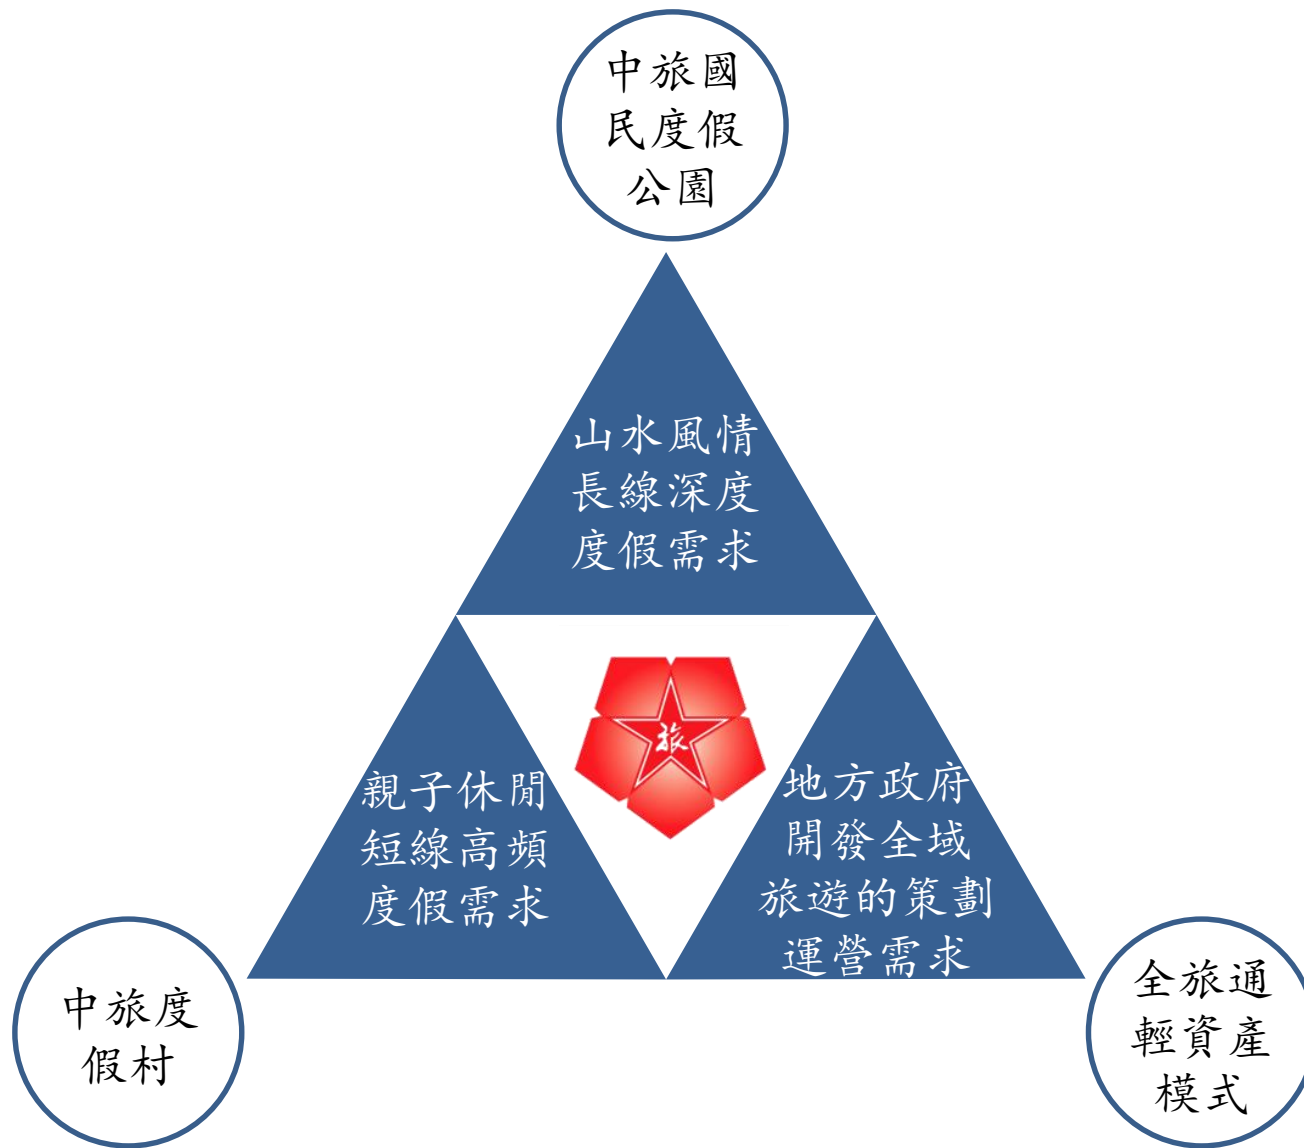 中旅國
民度假
公園
山水風情
長線深度
度假需求
旅
親子休閒
短線高頻
度假需求
地方政府
開發全域
旅遊的策劃
運營需求
中旅度
假村
全旅通
輕資產
模式